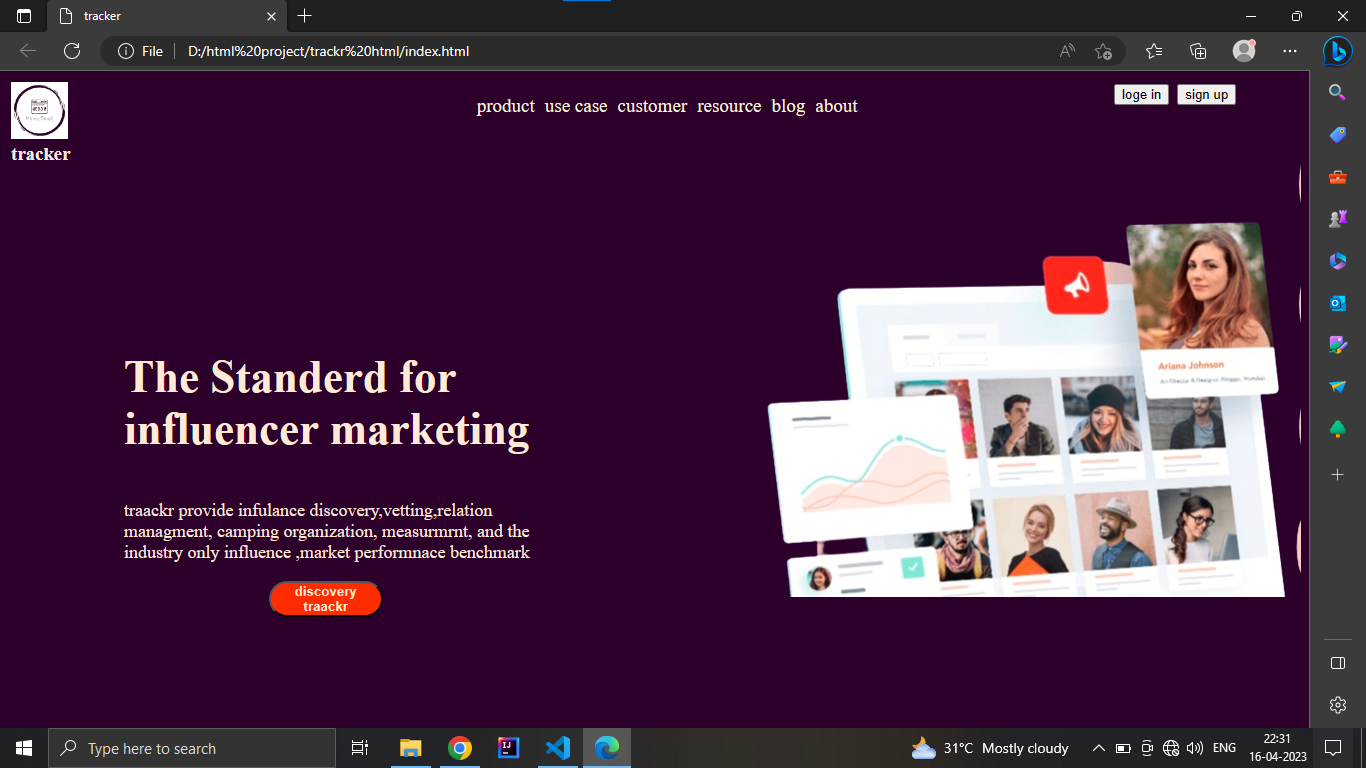 tracker
File
D:/html%20project/trackr%20html/index.html
tracker
product use case customer resource blog about
loge in sign up
Ariana Johnson
The Standerd for
influencer marketing
traackr provide infulance discovery,vetting,relation
managment, camping organization, measurmrnt, and the
industry only influence ,market performnace benchmark
discovery
traackr
Type here to search
31°C Mostly cloudy
ENG
22:31
16-04-2023